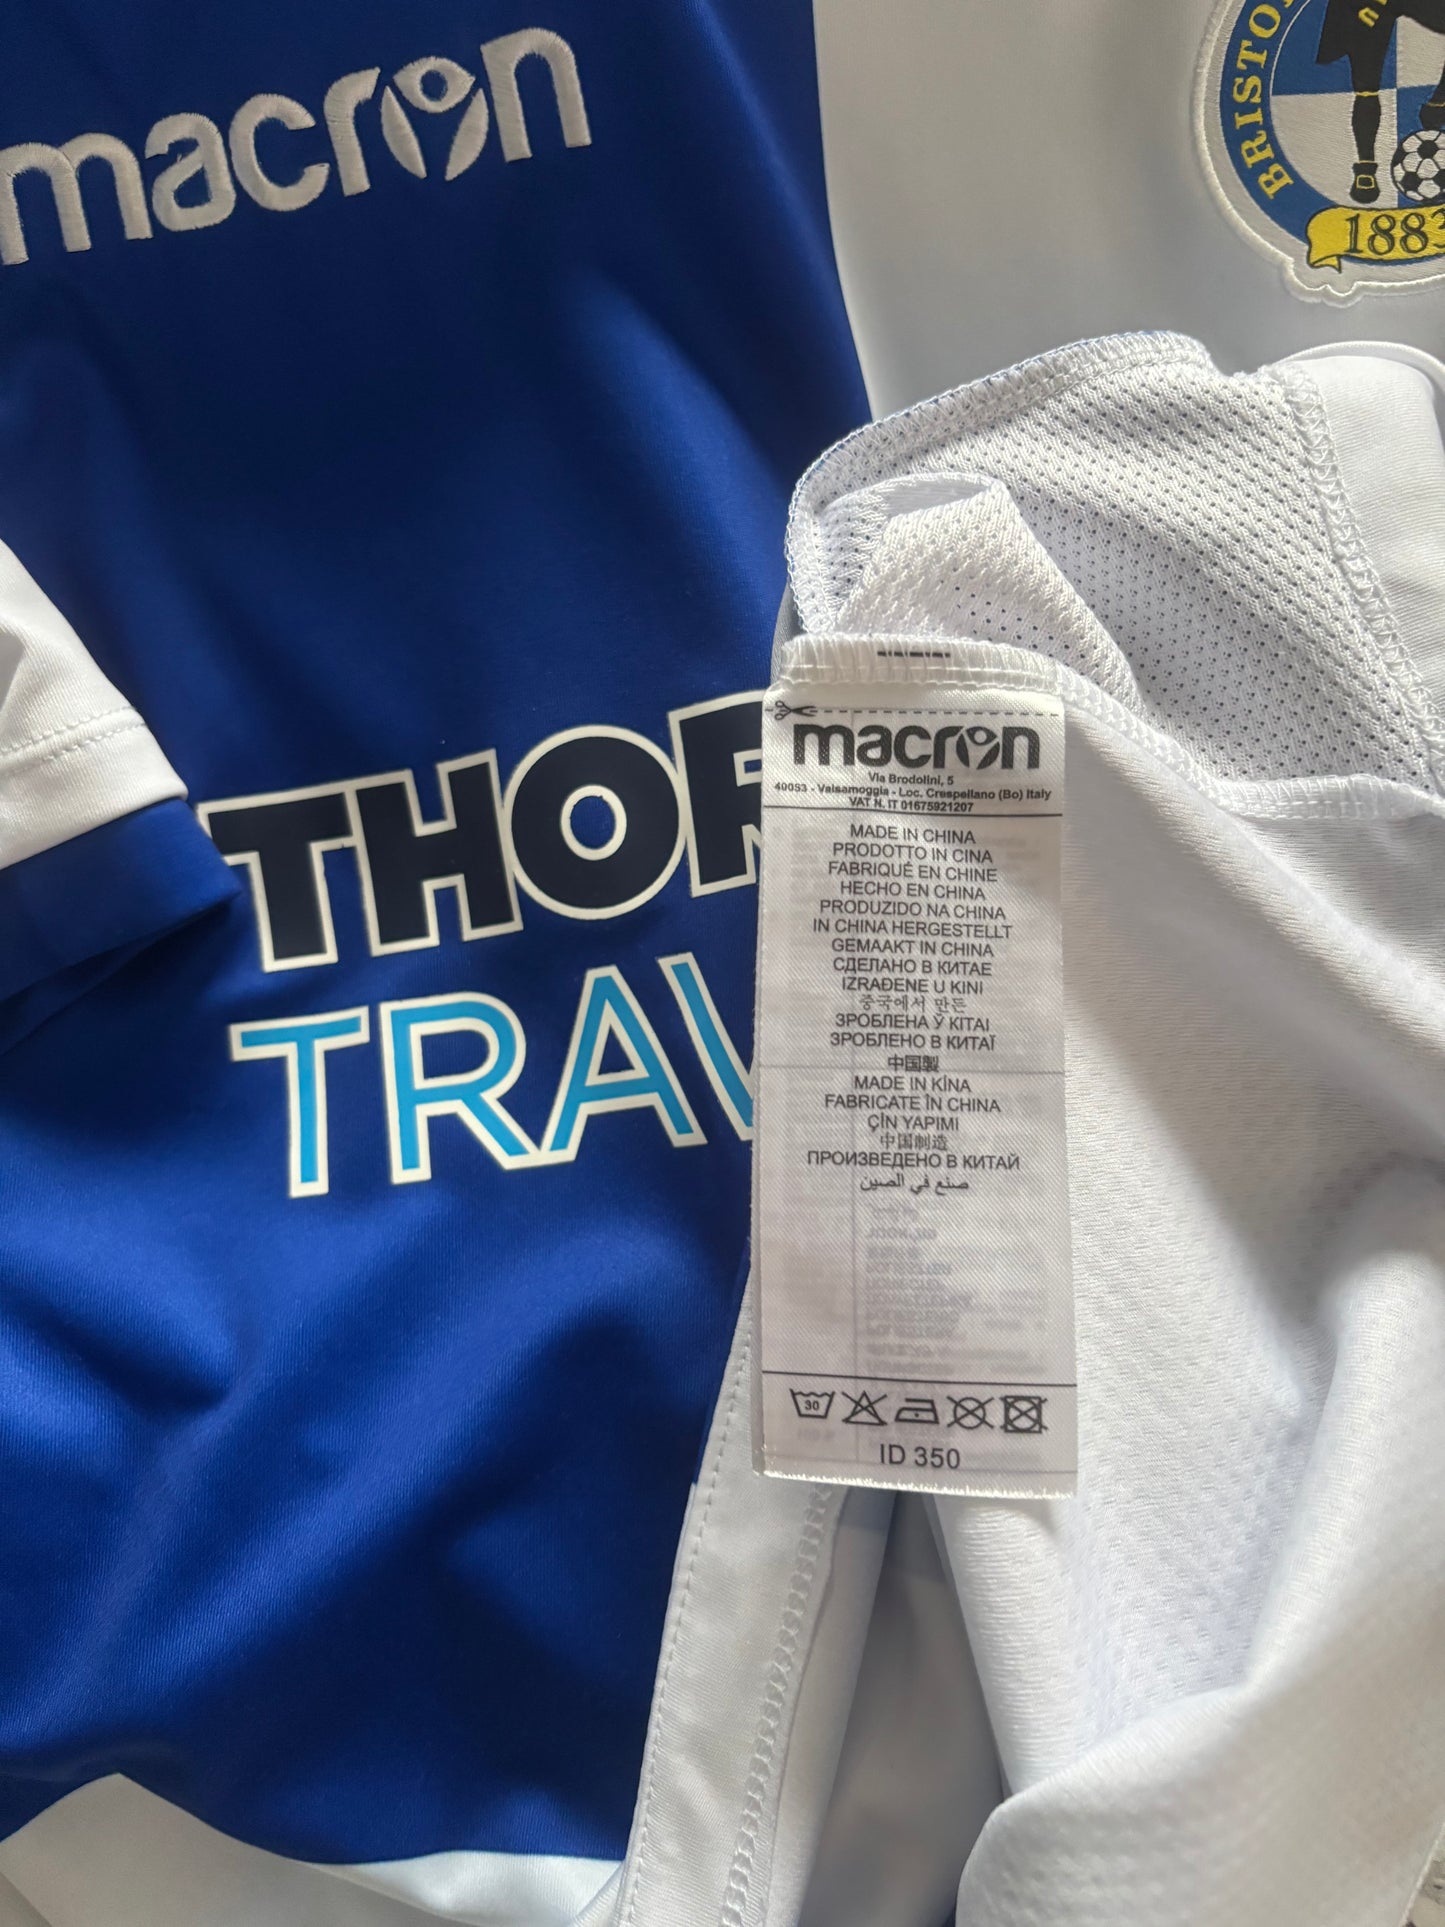 macron
BRISTO
1883
THO
TRAV
macron
Via Brodolini, 5
40053 - Valsamoggia - Loc. Crespellano (Bo) Italy
VAT N. IT 01675921207
MADE IN CHINA
PRODOTTO IN CINA
FABRIQUÉ EN CHINE
HECHO EN CHINA
PRODUZIDO NA CHINA
IN CHINA HERGESTELLT
GEMAAKT IN CHINA
СДЕЛАНО В КИТАЕ
IZRAĐENE U KINI
중국에서 만든
ЗРОБЛЕНА Ў КІТАІ
ЗРОБЛЕНО В КИТАЇ
中国製
MADE IN KÍNA
FABRICATE ÎN CHINA
ÇİN YAPIMI
中国制造
ПРОИЗВЕДЕНО В КИТАЙ
صنع في الصين
30
ID 350